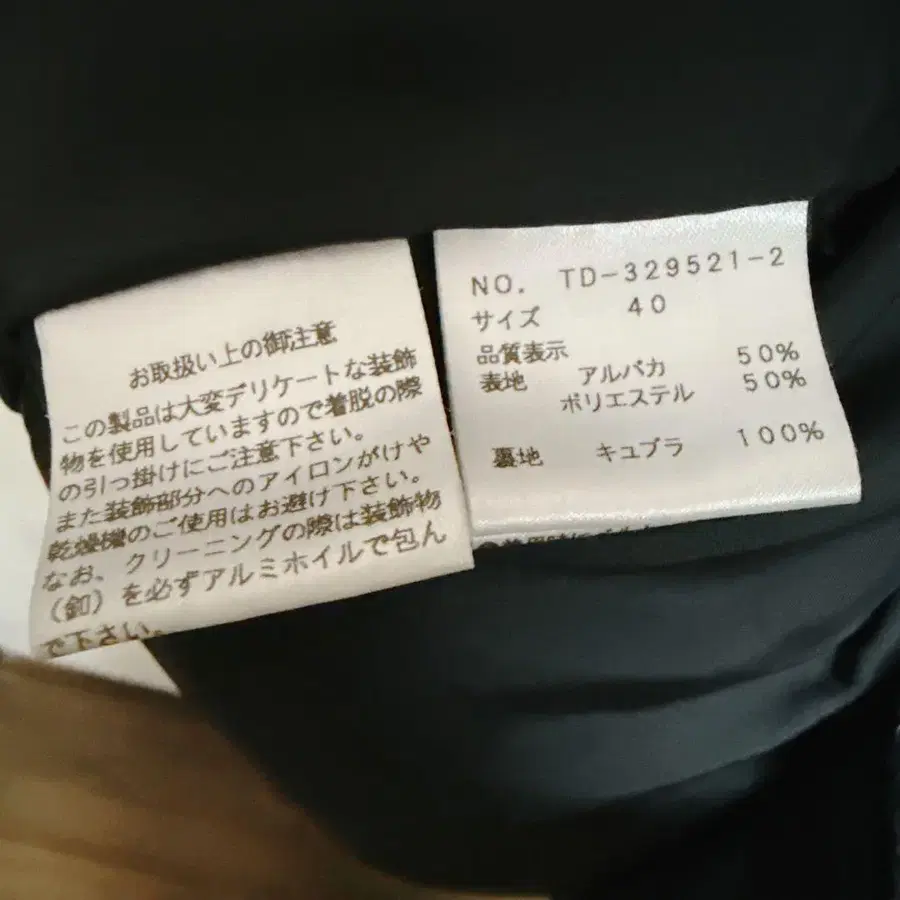 お取扱い上の御注意
この製品は大変デリケートな装飾
物を使用していますので着脱の際
の引っ掛けにご注意下さい。
また装飾部分へのアイロンがけや
乾燥機のご使用はお避け下さい。
なお、クリーニングの際は装飾物
(釦)を必ずアルミホイルで包ん
で下さい。
NO. TD-329521-2
サイズ 40
品質表示
表地 アルパカ 50%
ポリエステル 50%
裏地 キュプラ 100%